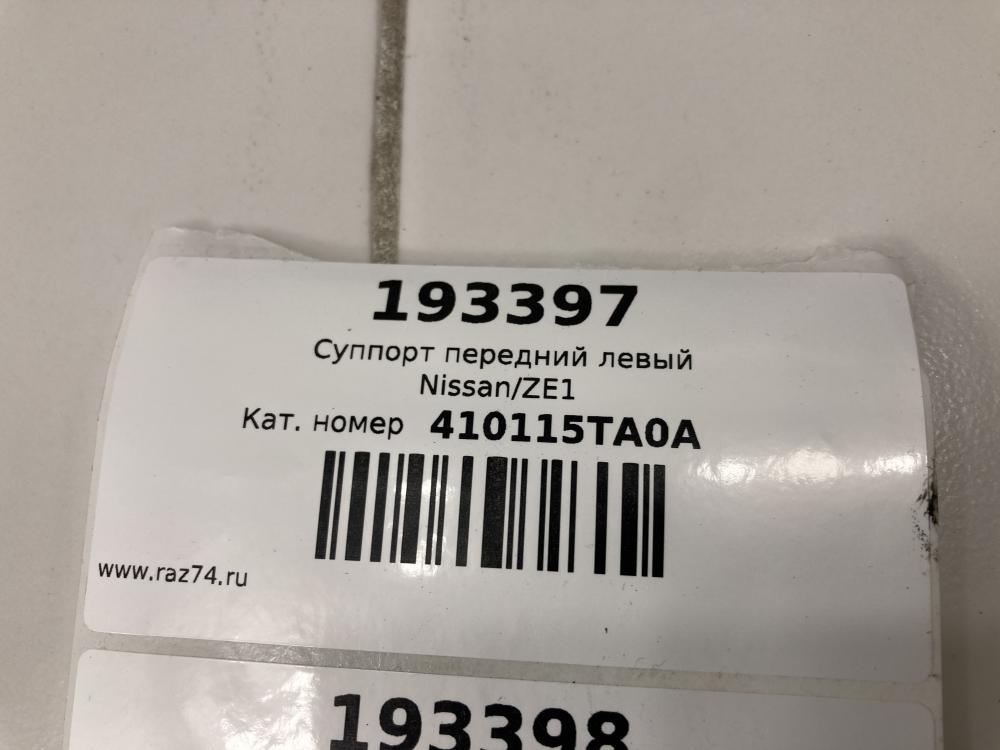 193397
Суппорт передний левый
Nissan/ZE1
Кат. номер 410115TA0A
www.raz74.ru
193398